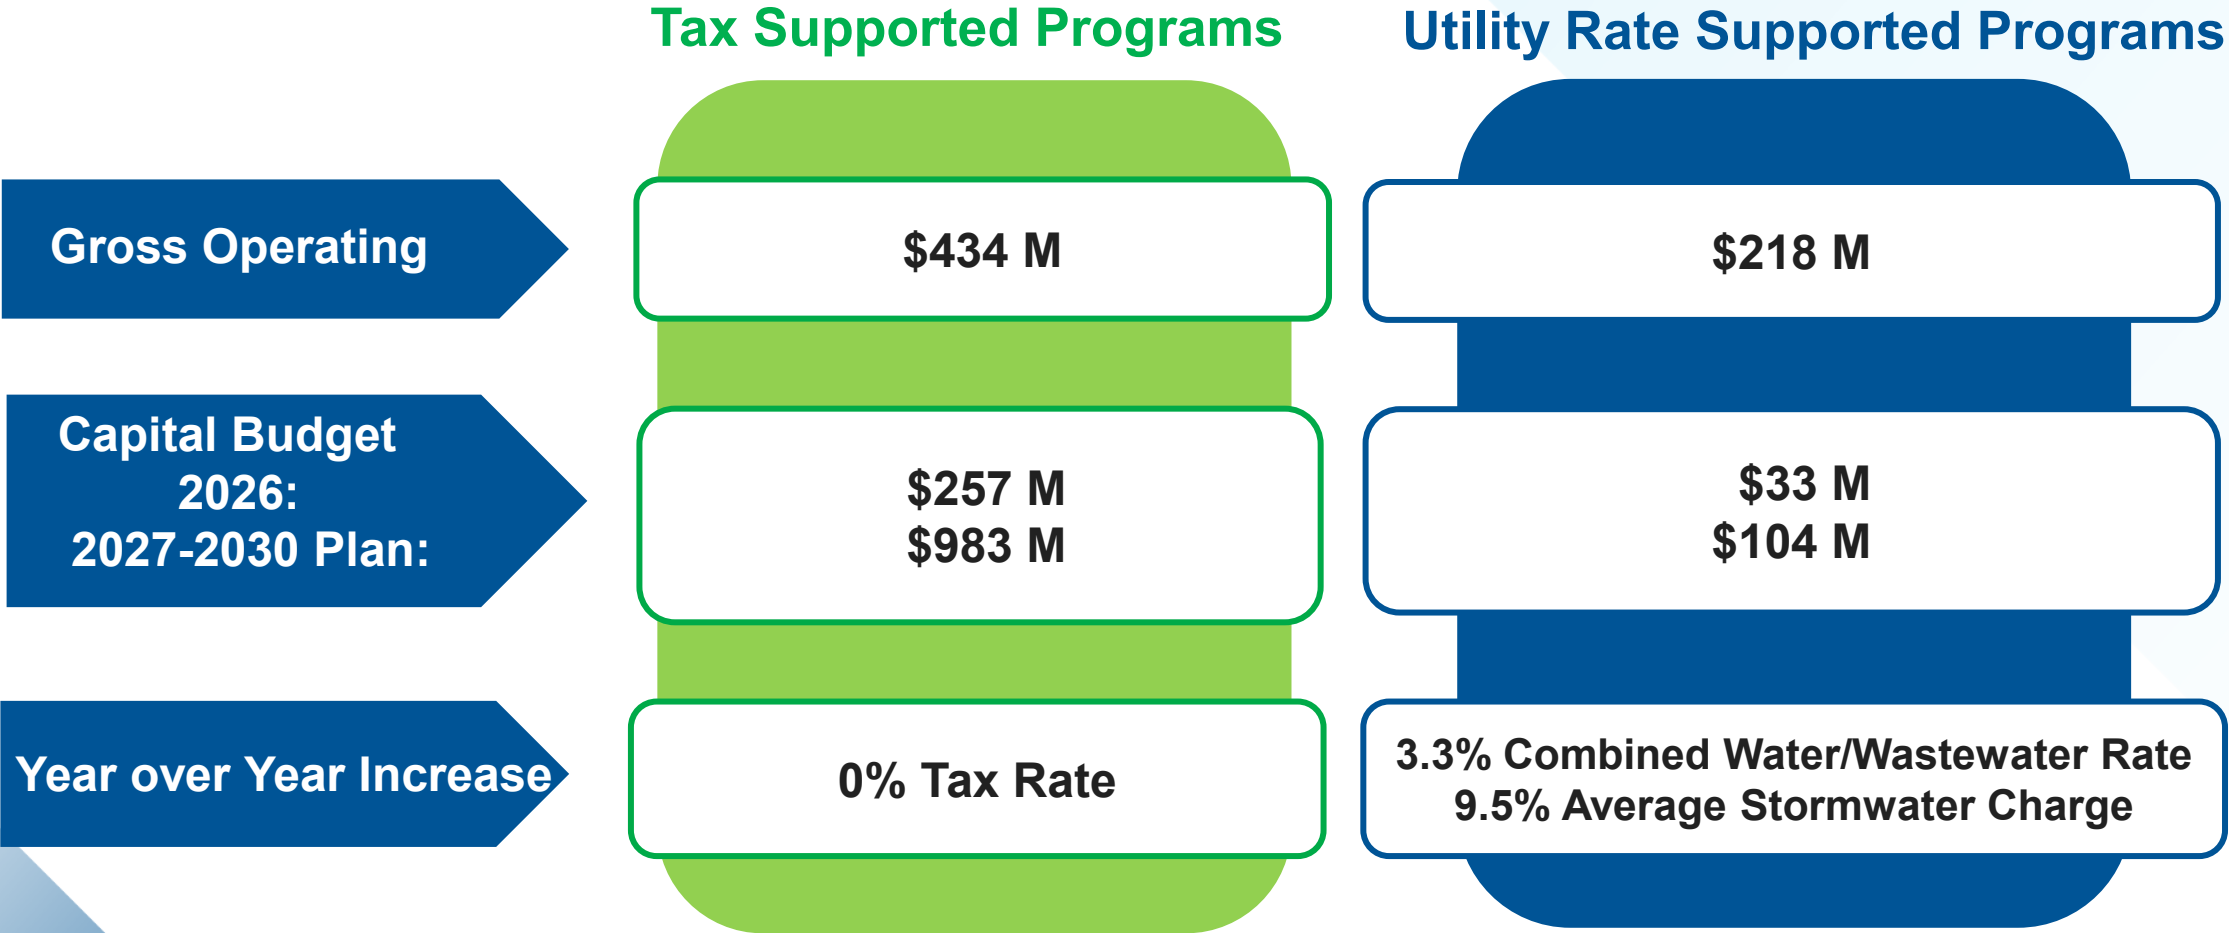 Tax Supported Programs
Utility Rate Supported Programs
Gross Operating
$434 M
$218 M
Capital Budget
2026:
2027-2030 Plan:
$257 M
$983 M
$33 M
$104 M
Year over Year Increase
0% Tax Rate
3.3% Combined Water/Wastewater Rate
9.5% Average Stormwater Charge